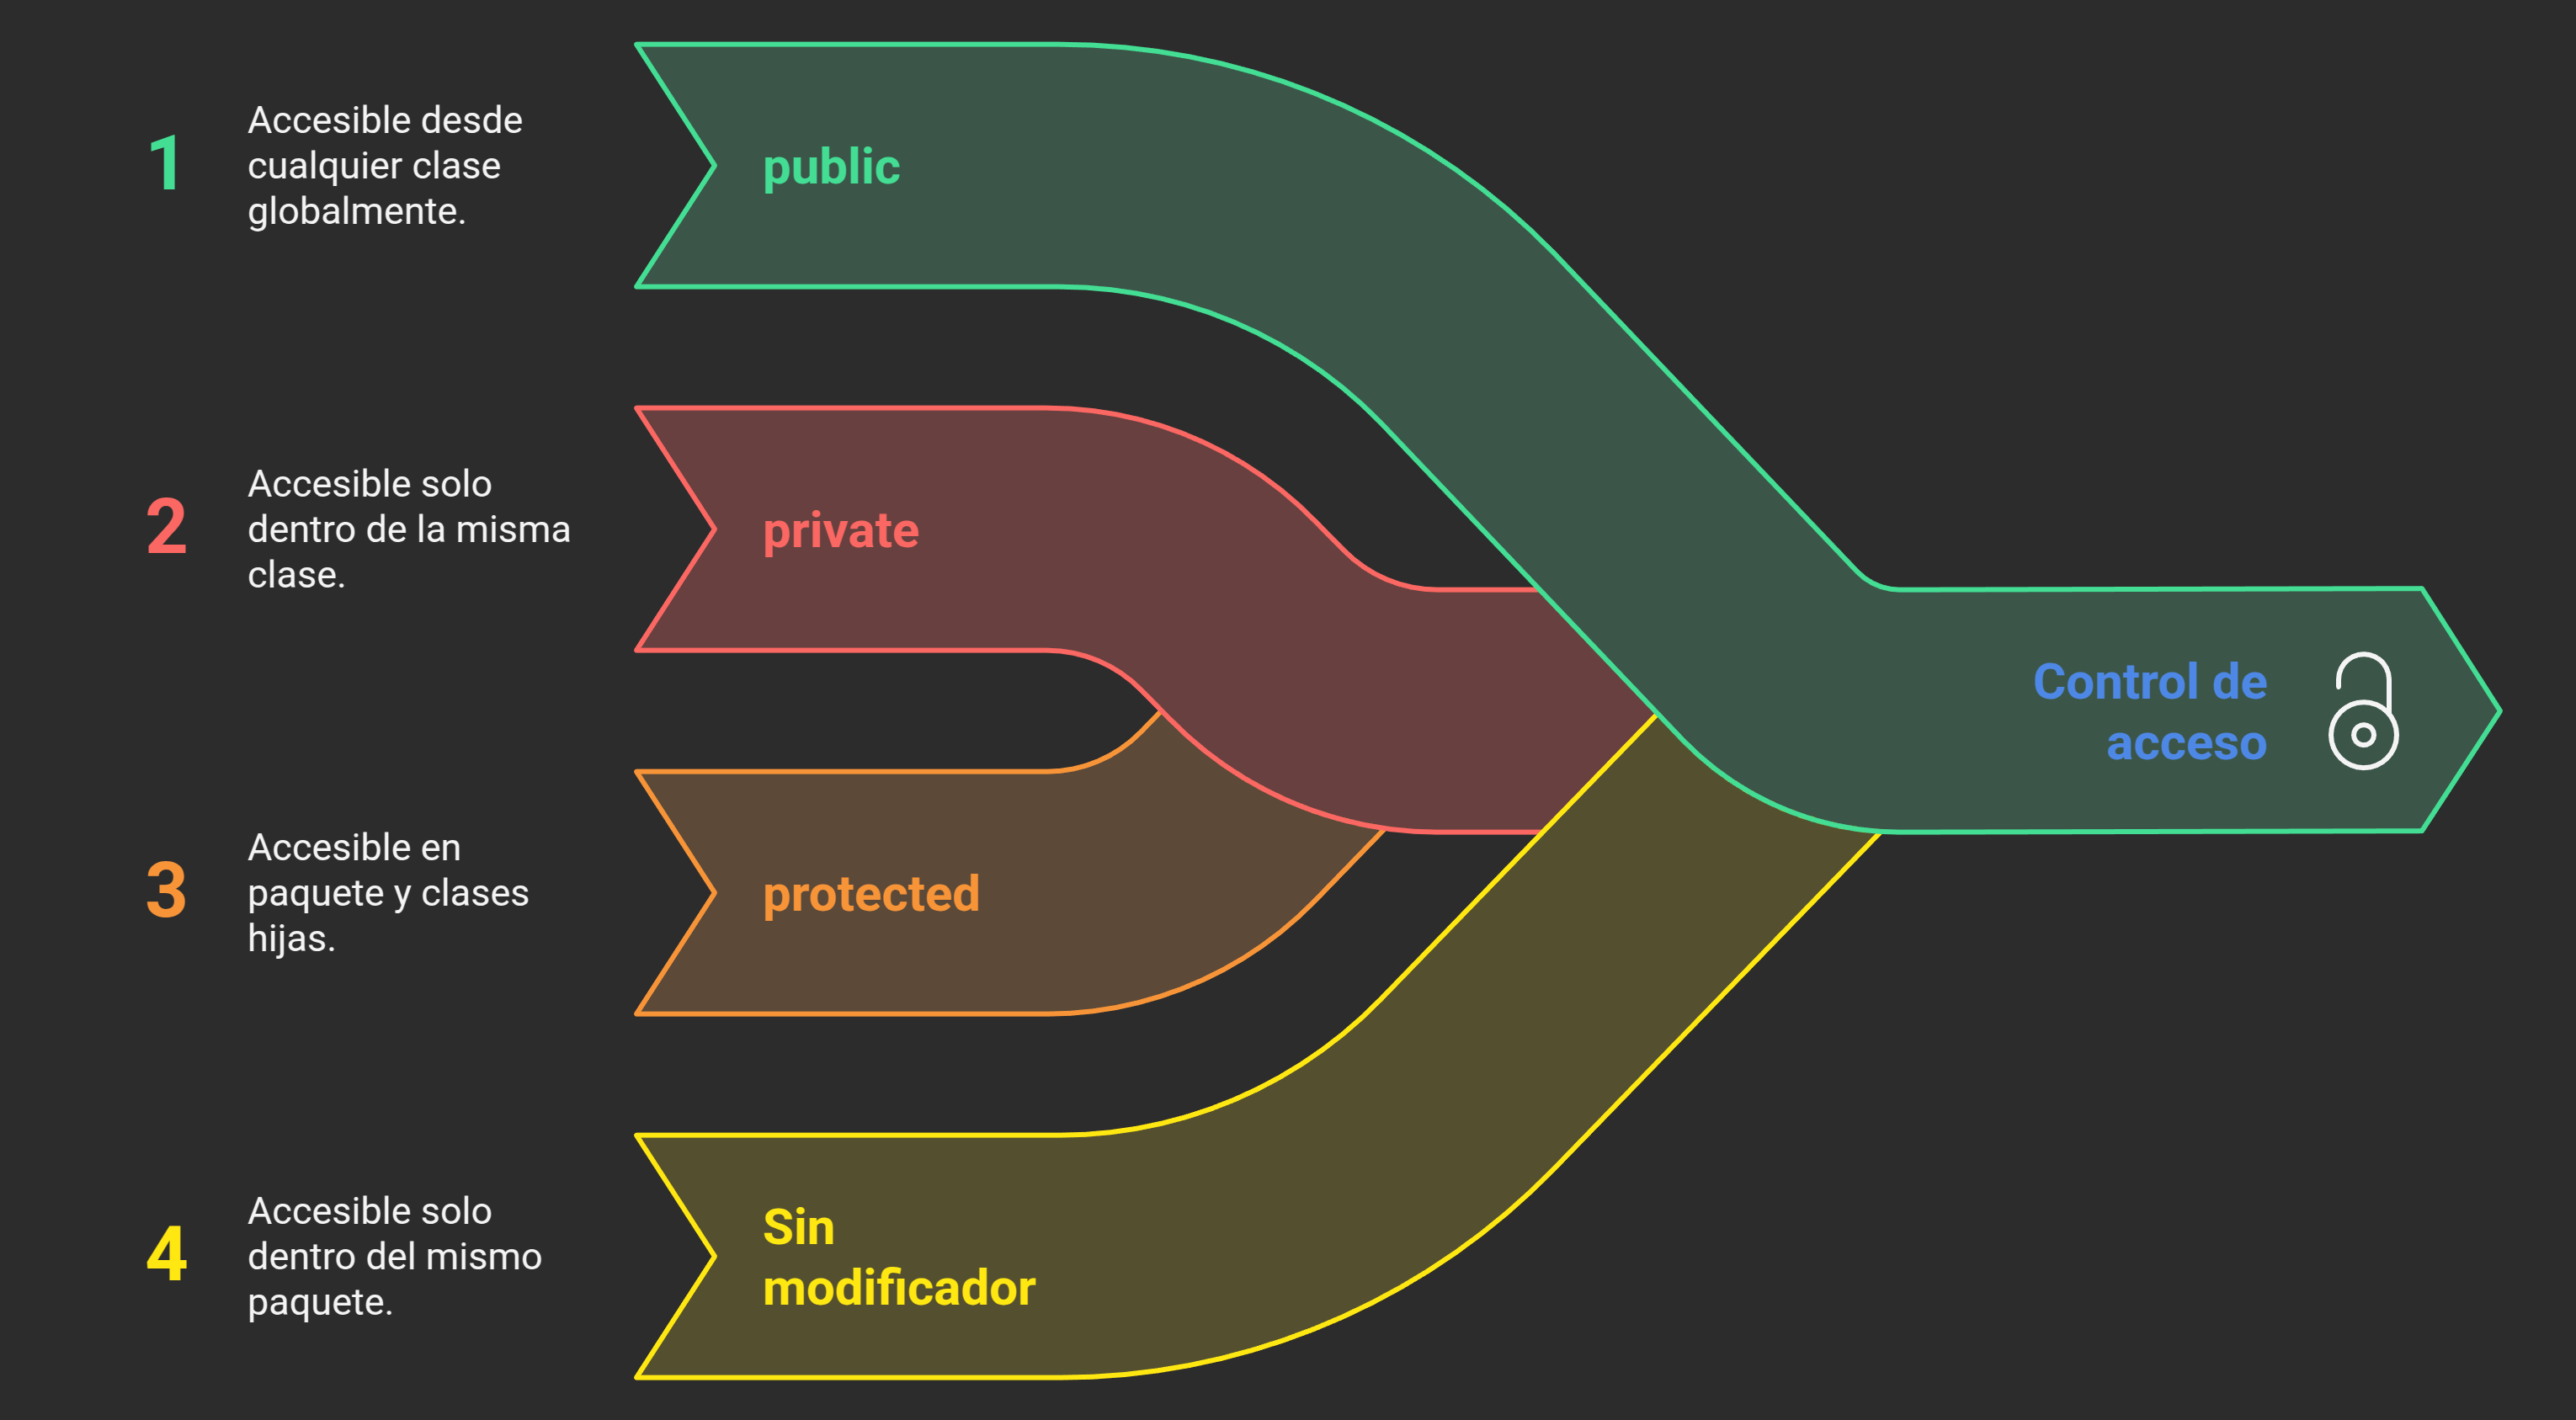 1
Accesible desde
cualquier clase
globalmente.
public
2
Accesible solo
dentro de la misma
clase.
private
3
Accesible en
paquete y clases
hijas.
protected
4
Accesible solo
dentro del mismo
paquete.
Sin
modificador
Control de
acceso